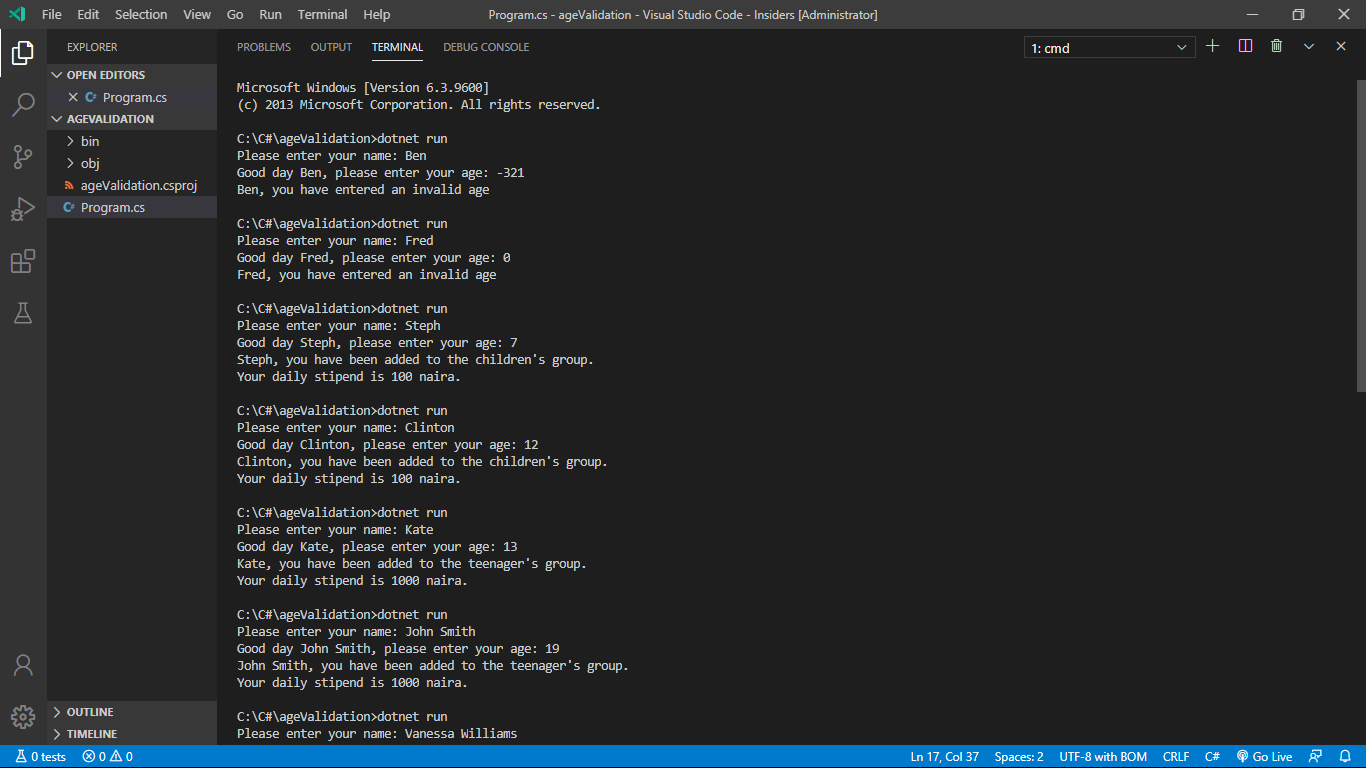 File Edit Selection View Go Run Terminal Help Program.cs - ageValidation - Visual Studio Code - Insiders [Administrator]
EXPLORER
OPEN EDITORS
Program.cs
AGEVALIDATION
bin
obj
ageValidation.csproj
Program.cs
OUTLINE
TIMELINE
PROBLEMS OUTPUT TERMINAL DEBUG CONSOLE 1: cmd
Microsoft Windows [Version 6.3.9600]
(c) 2013 Microsoft Corporation. All rights reserved.
C:\C#\ageValidation>dotnet run
Please enter your name: Ben
Good day Ben, please enter your age: -321
Ben, you have entered an invalid age
C:\C#\ageValidation>dotnet run
Please enter your name: Fred
Good day Fred, please enter your age: 0
Fred, you have entered an invalid age
C:\C#\ageValidation>dotnet run
Please enter your name: Steph
Good day Steph, please enter your age: 7
Steph, you have been added to the children's group.
Your daily stipend is 100 naira.
C:\C#\ageValidation>dotnet run
Please enter your name: Clinton
Good day Clinton, please enter your age: 12
Clinton, you have been added to the children's group.
Your daily stipend is 100 naira.
C:\C#\ageValidation>dotnet run
Please enter your name: Kate
Good day Kate, please enter your age: 13
Kate, you have been added to the teenager's group.
Your daily stipend is 1000 naira.
C:\C#\ageValidation>dotnet run
Please enter your name: John Smith
Good day John Smith, please enter your age: 19
John Smith, you have been added to the teenager's group.
Your daily stipend is 1000 naira.
C:\C#\ageValidation>dotnet run
Please enter your name: Vanessa Williams
0 tests 0 0 Ln 17, Col 37 Spaces: 2 UTF-8 with BOM CRLF C# Go Live